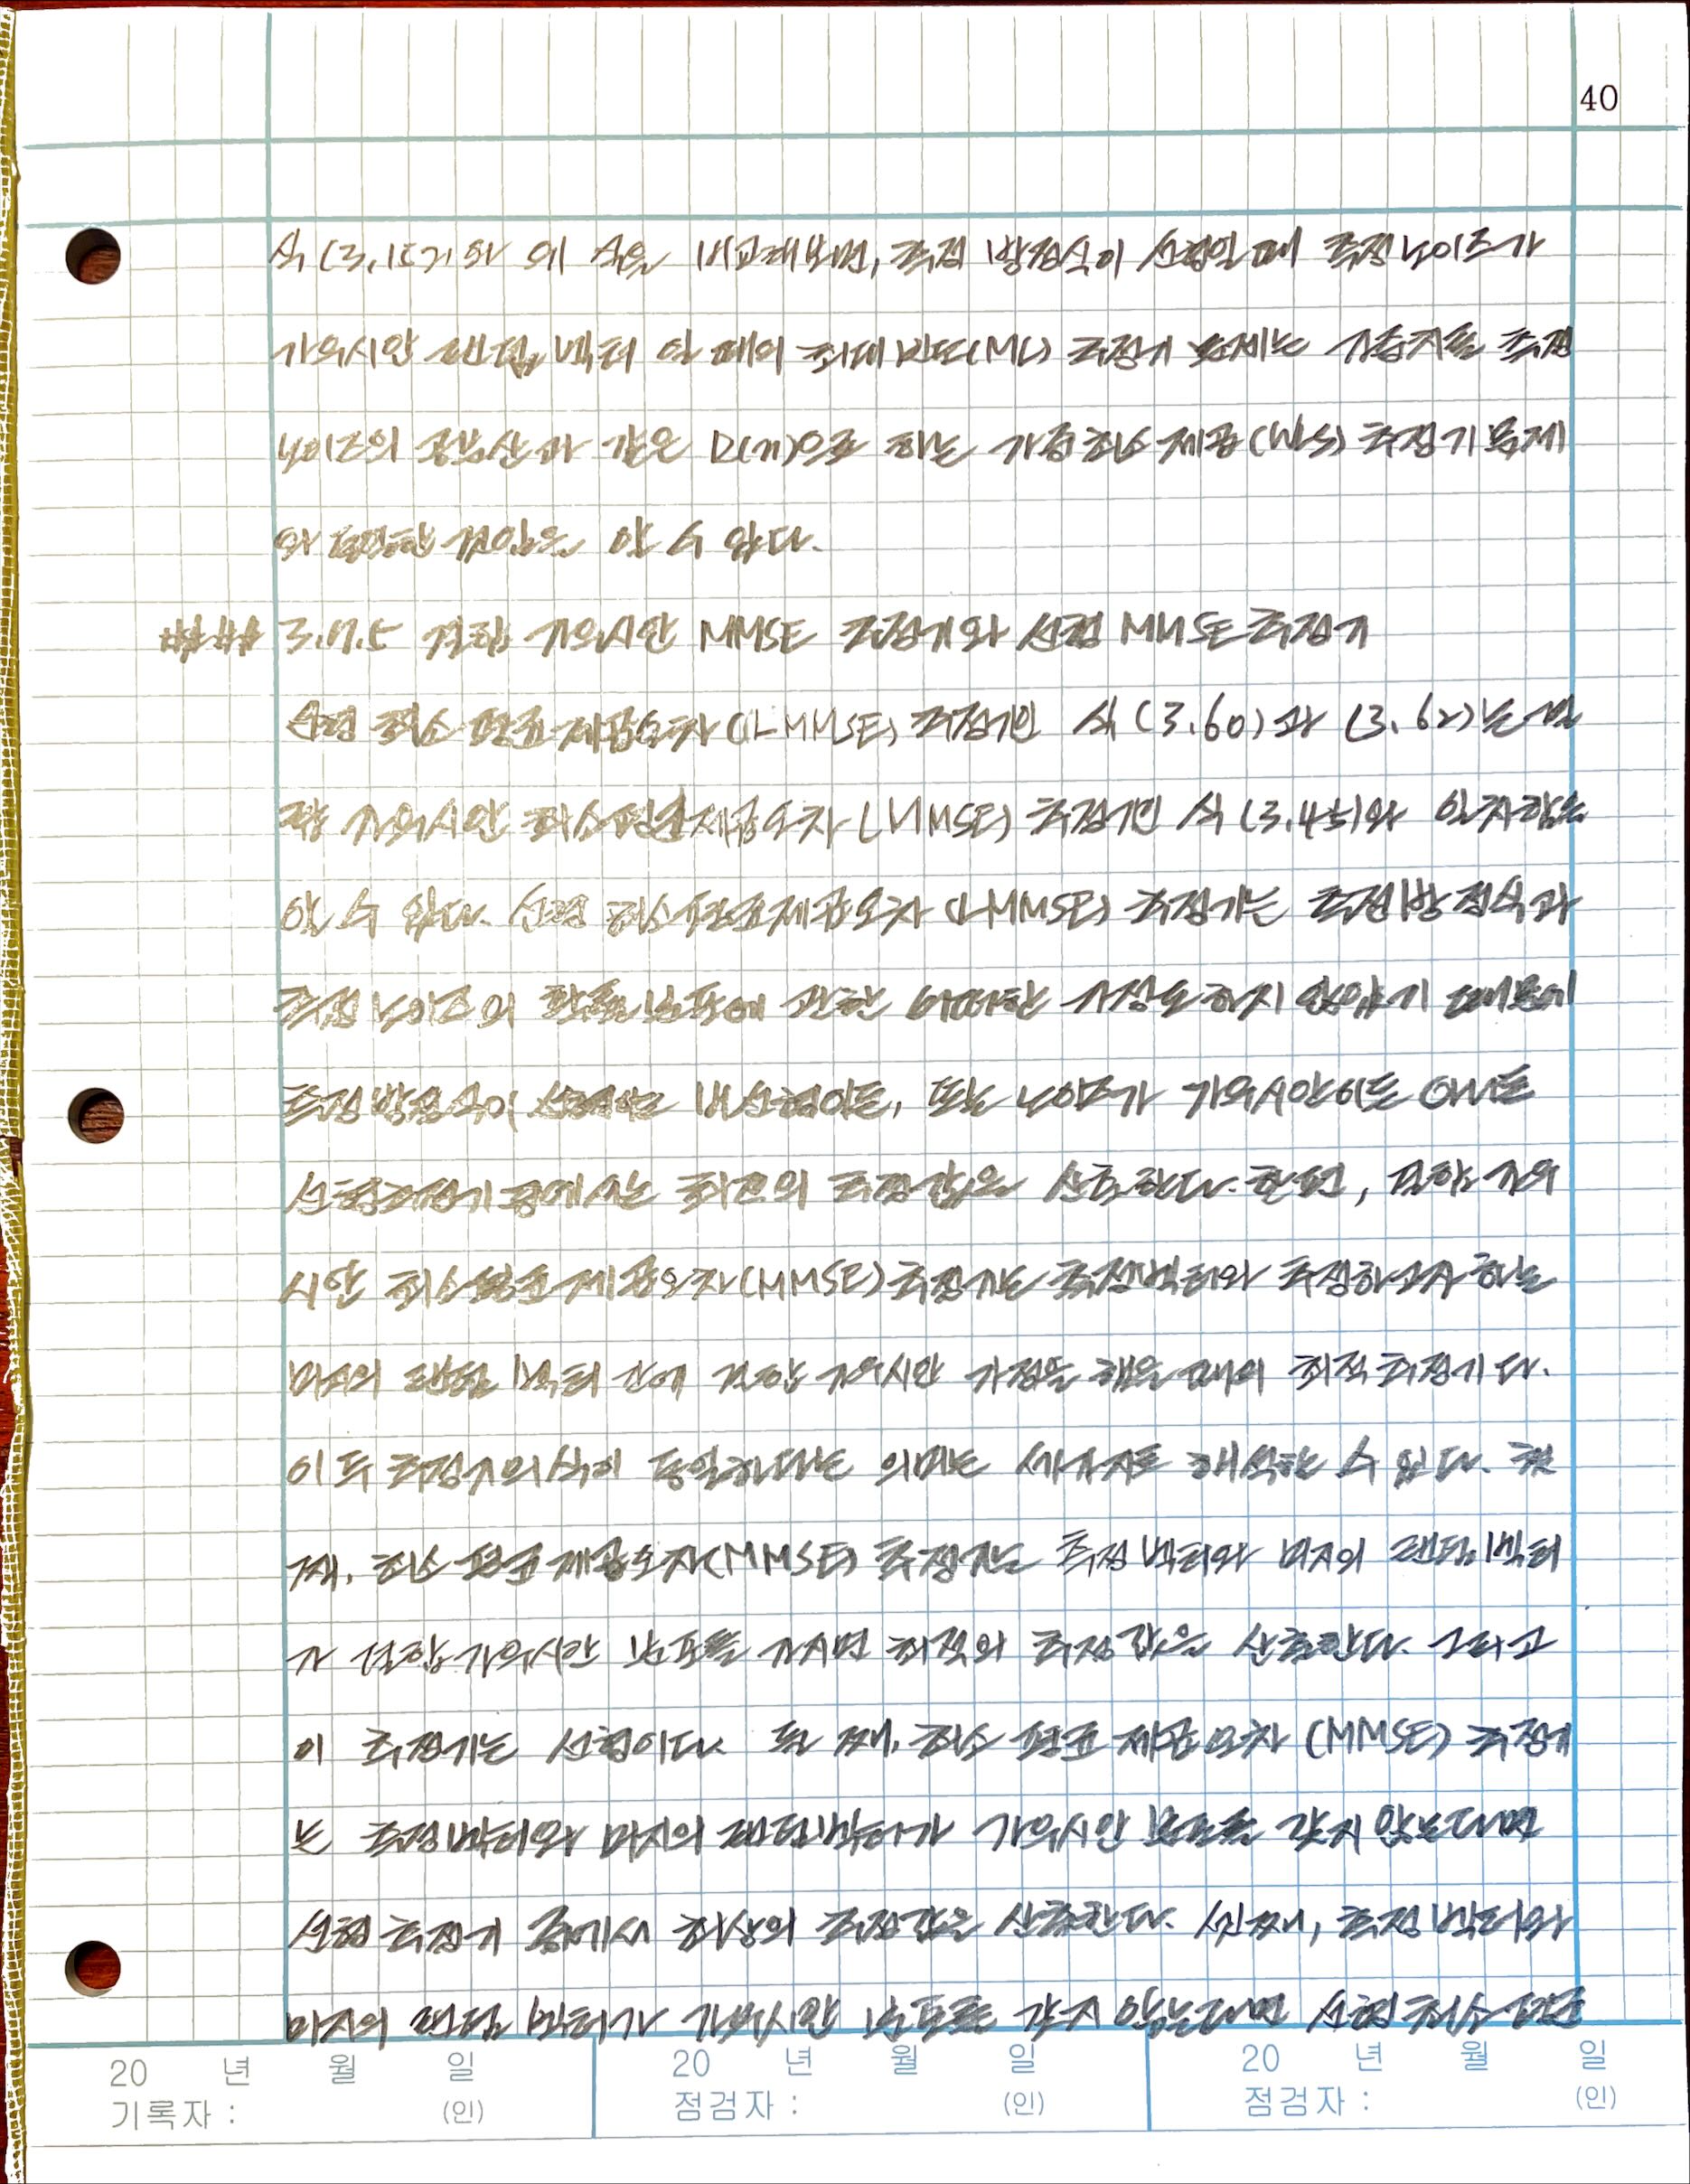 40
식 (3.157)와 위 식을 비교해보면, 측정 방정식이 선형일 때 측정 노이즈가
가우시안 랜덤 벡터 일 때의 최대 빈도(ML) 추정기 문제는 가중치를 측정
노이즈의 공분산과 같은 R(n)으로 하는 가중 최소 제곱(WLS) 추정기 문제
와 동일한 것임을 알 수 있다.
#### 3.7.5 결합 가우시안 MMSE 추정기와 선형 MMSE 추정기
선형 최소 평균 제곱오차(LMMSE) 추정기인 식 (3.60)과 (3.62)는
가우시안 최소평균제곱오차(MMSE) 추정기인 식 (3.45)와 일치함을
알 수 있다. 선형 최소평균제곱오차(LMMSE) 추정기는 측정방정식과
측정 노이즈의 확률분포에 관한 어떠한 가정도 하지 않았기 때문에
측정방정식이 선형이든 비선형이든, 또는 노이즈가 가우시안이든 아니든
선형추정기 중에서는 최선의 추정값을 산출한다. 한편, 결합 가우
시안 최소평균제곱오차(MMSE)추정기는 측정벡터와 추정하고자 하는
미지의 랜덤 벡터 간에 결합 가우시안 가정을 했을 때의 최적 추정기다.
이 두 추정기의 식이 동일하다는 의미는 세가지로 해석할 수 있다. 첫
째, 최소 평균 제곱오차(MMSE) 추정기는 측정 벡터와 미지의 랜덤 벡터
가 결합 가우시안 분포를 가지면 최적의 추정값을 산출한다. 그리고
이 추정기는 선형이다. 둘 째, 최소 평균 제곱 오차 (MMSE) 추정기
는 측정벡터와 미지의 랜덤벡터가 가우시안 분포를 갖지 않는다면
선형 추정기 중에서 최상의 추정값을 산출한다. 셋째, 측정 벡터와
미지의 랜덤 벡터가 가우시안 분포를 갖지 않는다면 선형 최소 평균
20 년 월 일 20 년 월 일 20 년 월 일
기록자 : (인) 점검자 : (인) 점검자 : (인)